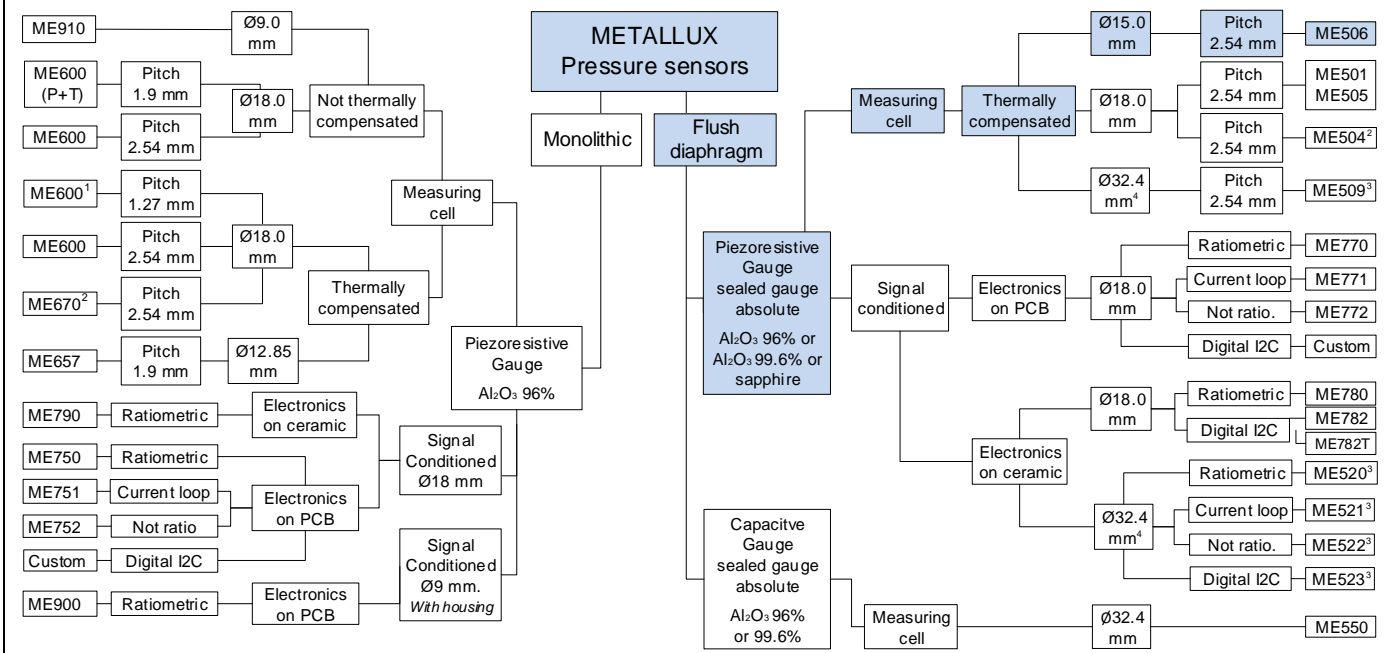 METALLUX
Pressure sensors
Monolithic
Flush
diaphragm
ME910
Ø9.0
mm
ME600
(P+T)
Pitch
1.9 mm
Ø18.0
mm
Not thermally
compensated
ME600
Pitch
2.54 mm
ME600¹
Pitch
1.27 mm
Measuring
cell
ME600
Pitch
2.54 mm
Ø18.0
mm
ME670²
Pitch
2.54 mm
Thermally
compensated
ME657
Pitch
1.9 mm
Ø12.85
mm
Piezoresistive
Gauge
Al₂O₃ 96%
ME790
Ratiometric
Electronics
on ceramic
ME750
Ratiometric
Signal
Conditioned
Ø18 mm
ME751
Current loop
Electronics
on PCB
ME752
Not ratio
Custom
Digital I2C
Signal
Conditioned
Ø9 mm.
With housing
ME900
Ratiometric
Electronics
on PCB
Measuring
cell
Thermally
compensated
Ø15.0
mm
Pitch
2.54 mm
ME506
Ø18.0
mm
Pitch
2.54 mm
ME501
ME505
Pitch
2.54 mm
ME504²
Ø32.4
mm⁴
Pitch
2.54 mm
ME509³
Piezoresistive
Gauge
sealed gauge
absolute
Al₂O₃ 96% or
Al₂O₃ 99.6% or
sapphire
Signal
conditioned
Electronics
on PCB
Ø18.0
mm
Ratiometric
ME770
Current loop
ME771
Not ratio.
ME772
Digital I2C
Custom
Electronics
on ceramic
Ø18.0
mm
Ratiometric
ME780
Digital I2C
ME782
ME782T
Ø32.4
mm⁴
Ratiometric
ME520³
Current loop
ME521³
Not ratio.
ME522³
Digital I2C
ME523³
Capacitve
Gauge
sealed gauge
absolute
Al₂O₃ 96%
or 99.6%
Measuring
cell
Ø32.4
mm
ME550